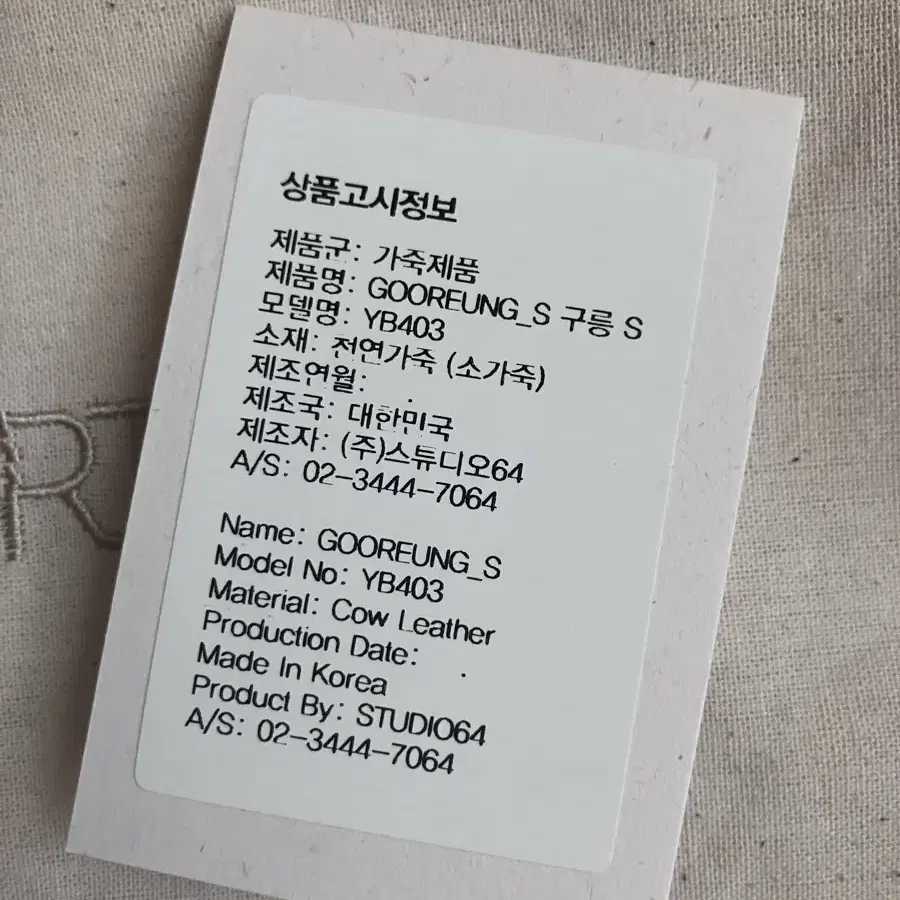 상품고시정보
제품군: 가죽제품
제품명: GOOREUNG_S 구릉 S
모델명: YB403
소재: 천연가죽 (소가죽)
제조연월:
제조국: 대한민국
제조자: (주)스튜디오64
A/S: 02-3444-7064
Name: GOOREUNG_S
Model No: YB403
Material: Cow Leather
Production Date:
Made In Korea
Product By: STUDIO64
A/S: 02-3444-7064